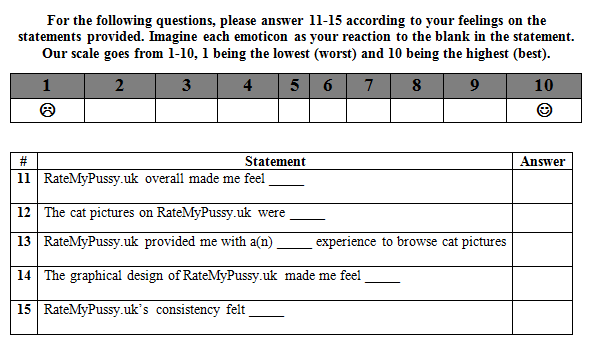 For the following questions, please answer 11-15 according to your feelings on the
statements provided. Imagine each emoticon as your reaction to the blank in the statement.
Our scale goes from 1-10, 1 being the lowest (worst) and 10 being the highest (best).
1 2 3 4 5 6 7 8 9 10
☹ ☺
# Statement Answer
11 RateMyPussy.uk overall made me feel _____
12 The cat pictures on RateMyPussy.uk were _____
13 RateMyPussy.uk provided me with a(n) _____ experience to browse cat pictures
14 The graphical design of RateMyPussy.uk made me feel _____
15 RateMyPussy.uk's consistency felt _____